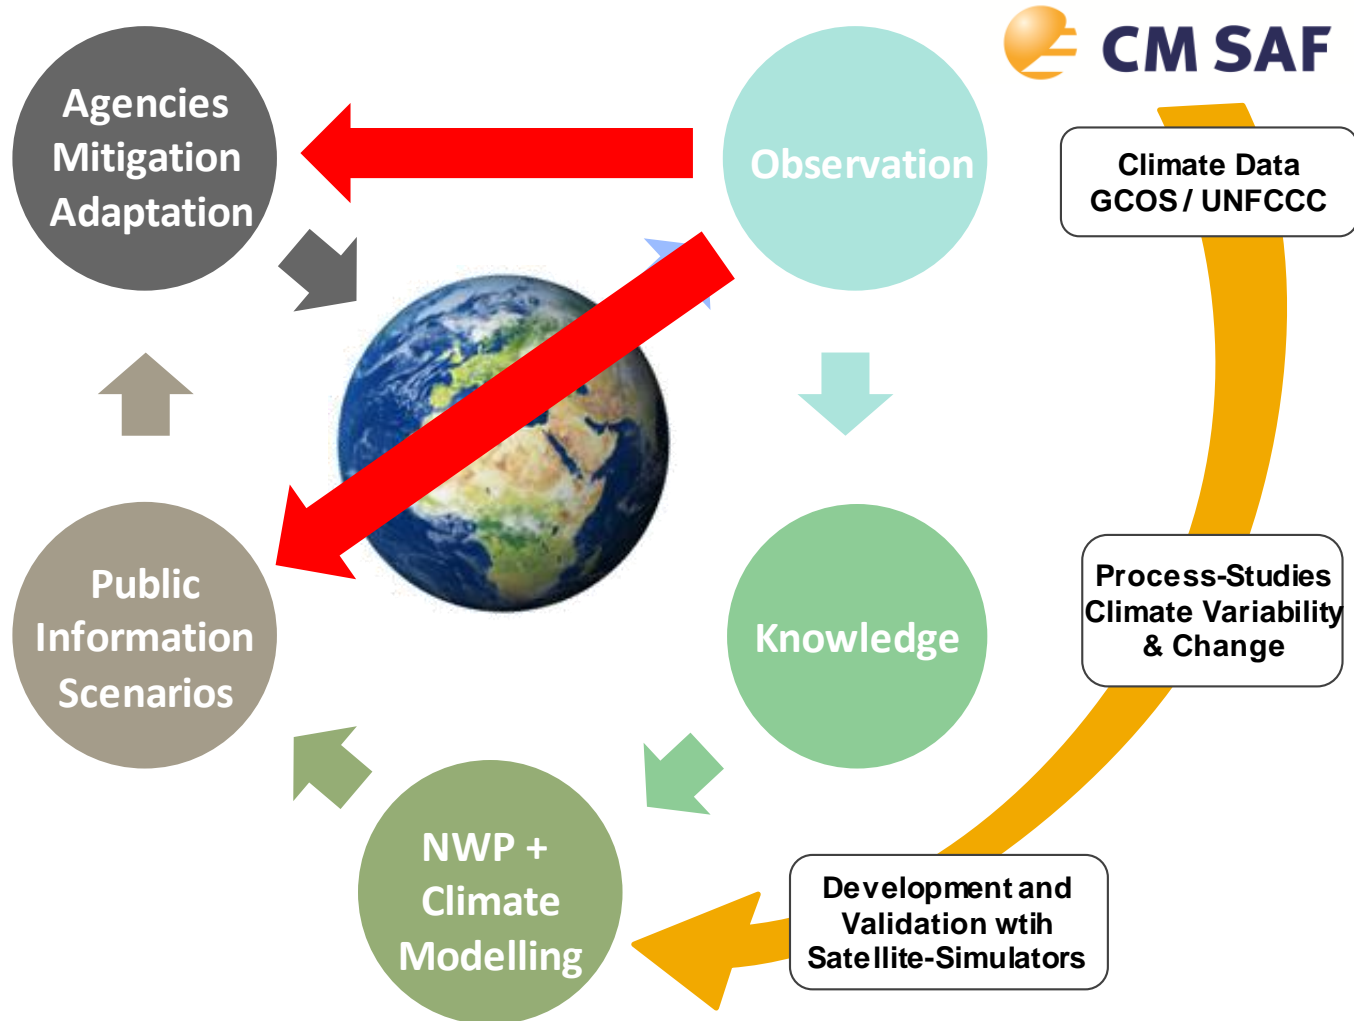 CM SAF
Agencies
Mitigation
Adaptation
Observation
Climate Data
GCOS / UNFCCC
Public
Information
Scenarios
Knowledge
Process-Studies
Climate Variability
& Change
NWP +
Climate
Modelling
Development and
Validation wtih
Satellite-Simulators